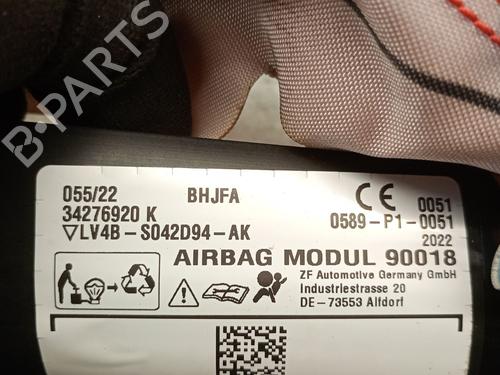 B-PARTS
055/22 BHJFA 0051
34276920 K 0589-P1-0051
▽LV4B-S042D94-AK 2022
AIRBAG MODUL 90018
ZF Automotive Germany GmbH
Industriestrasse 20
DE-73553 Alfdorf